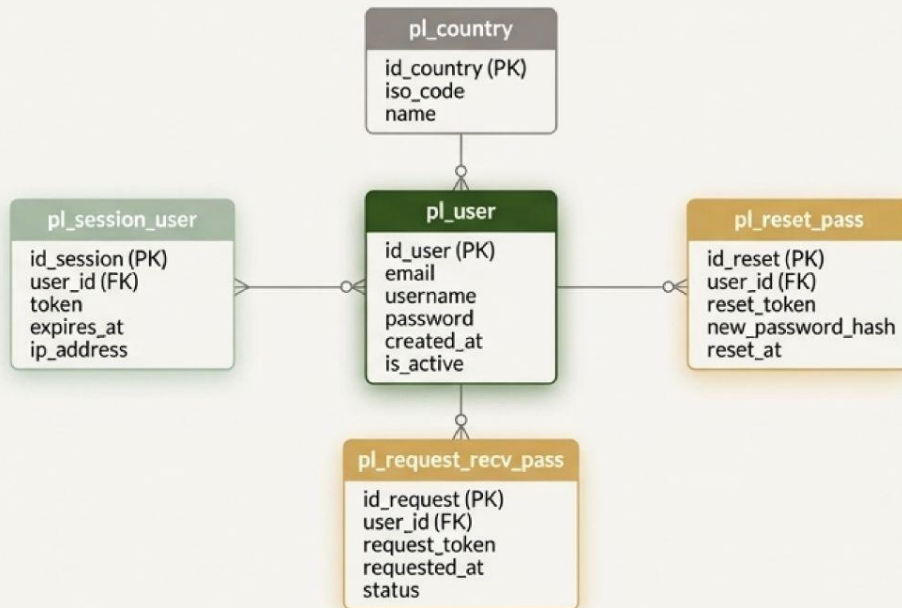 pl_country
id_country (PK)
iso_code
name
pl_session_user
id_session (PK)
user_id (FK)
token
expires_at
ip_address
pl_user
id_user (PK)
email
username
password
created_at
is_active
pl_reset_pass
id_reset (PK)
user_id (FK)
reset_token
new_password_hash
reset_at
pl_request_recv_pass
id_request (PK)
user_id (FK)
request_token
requested_at
status